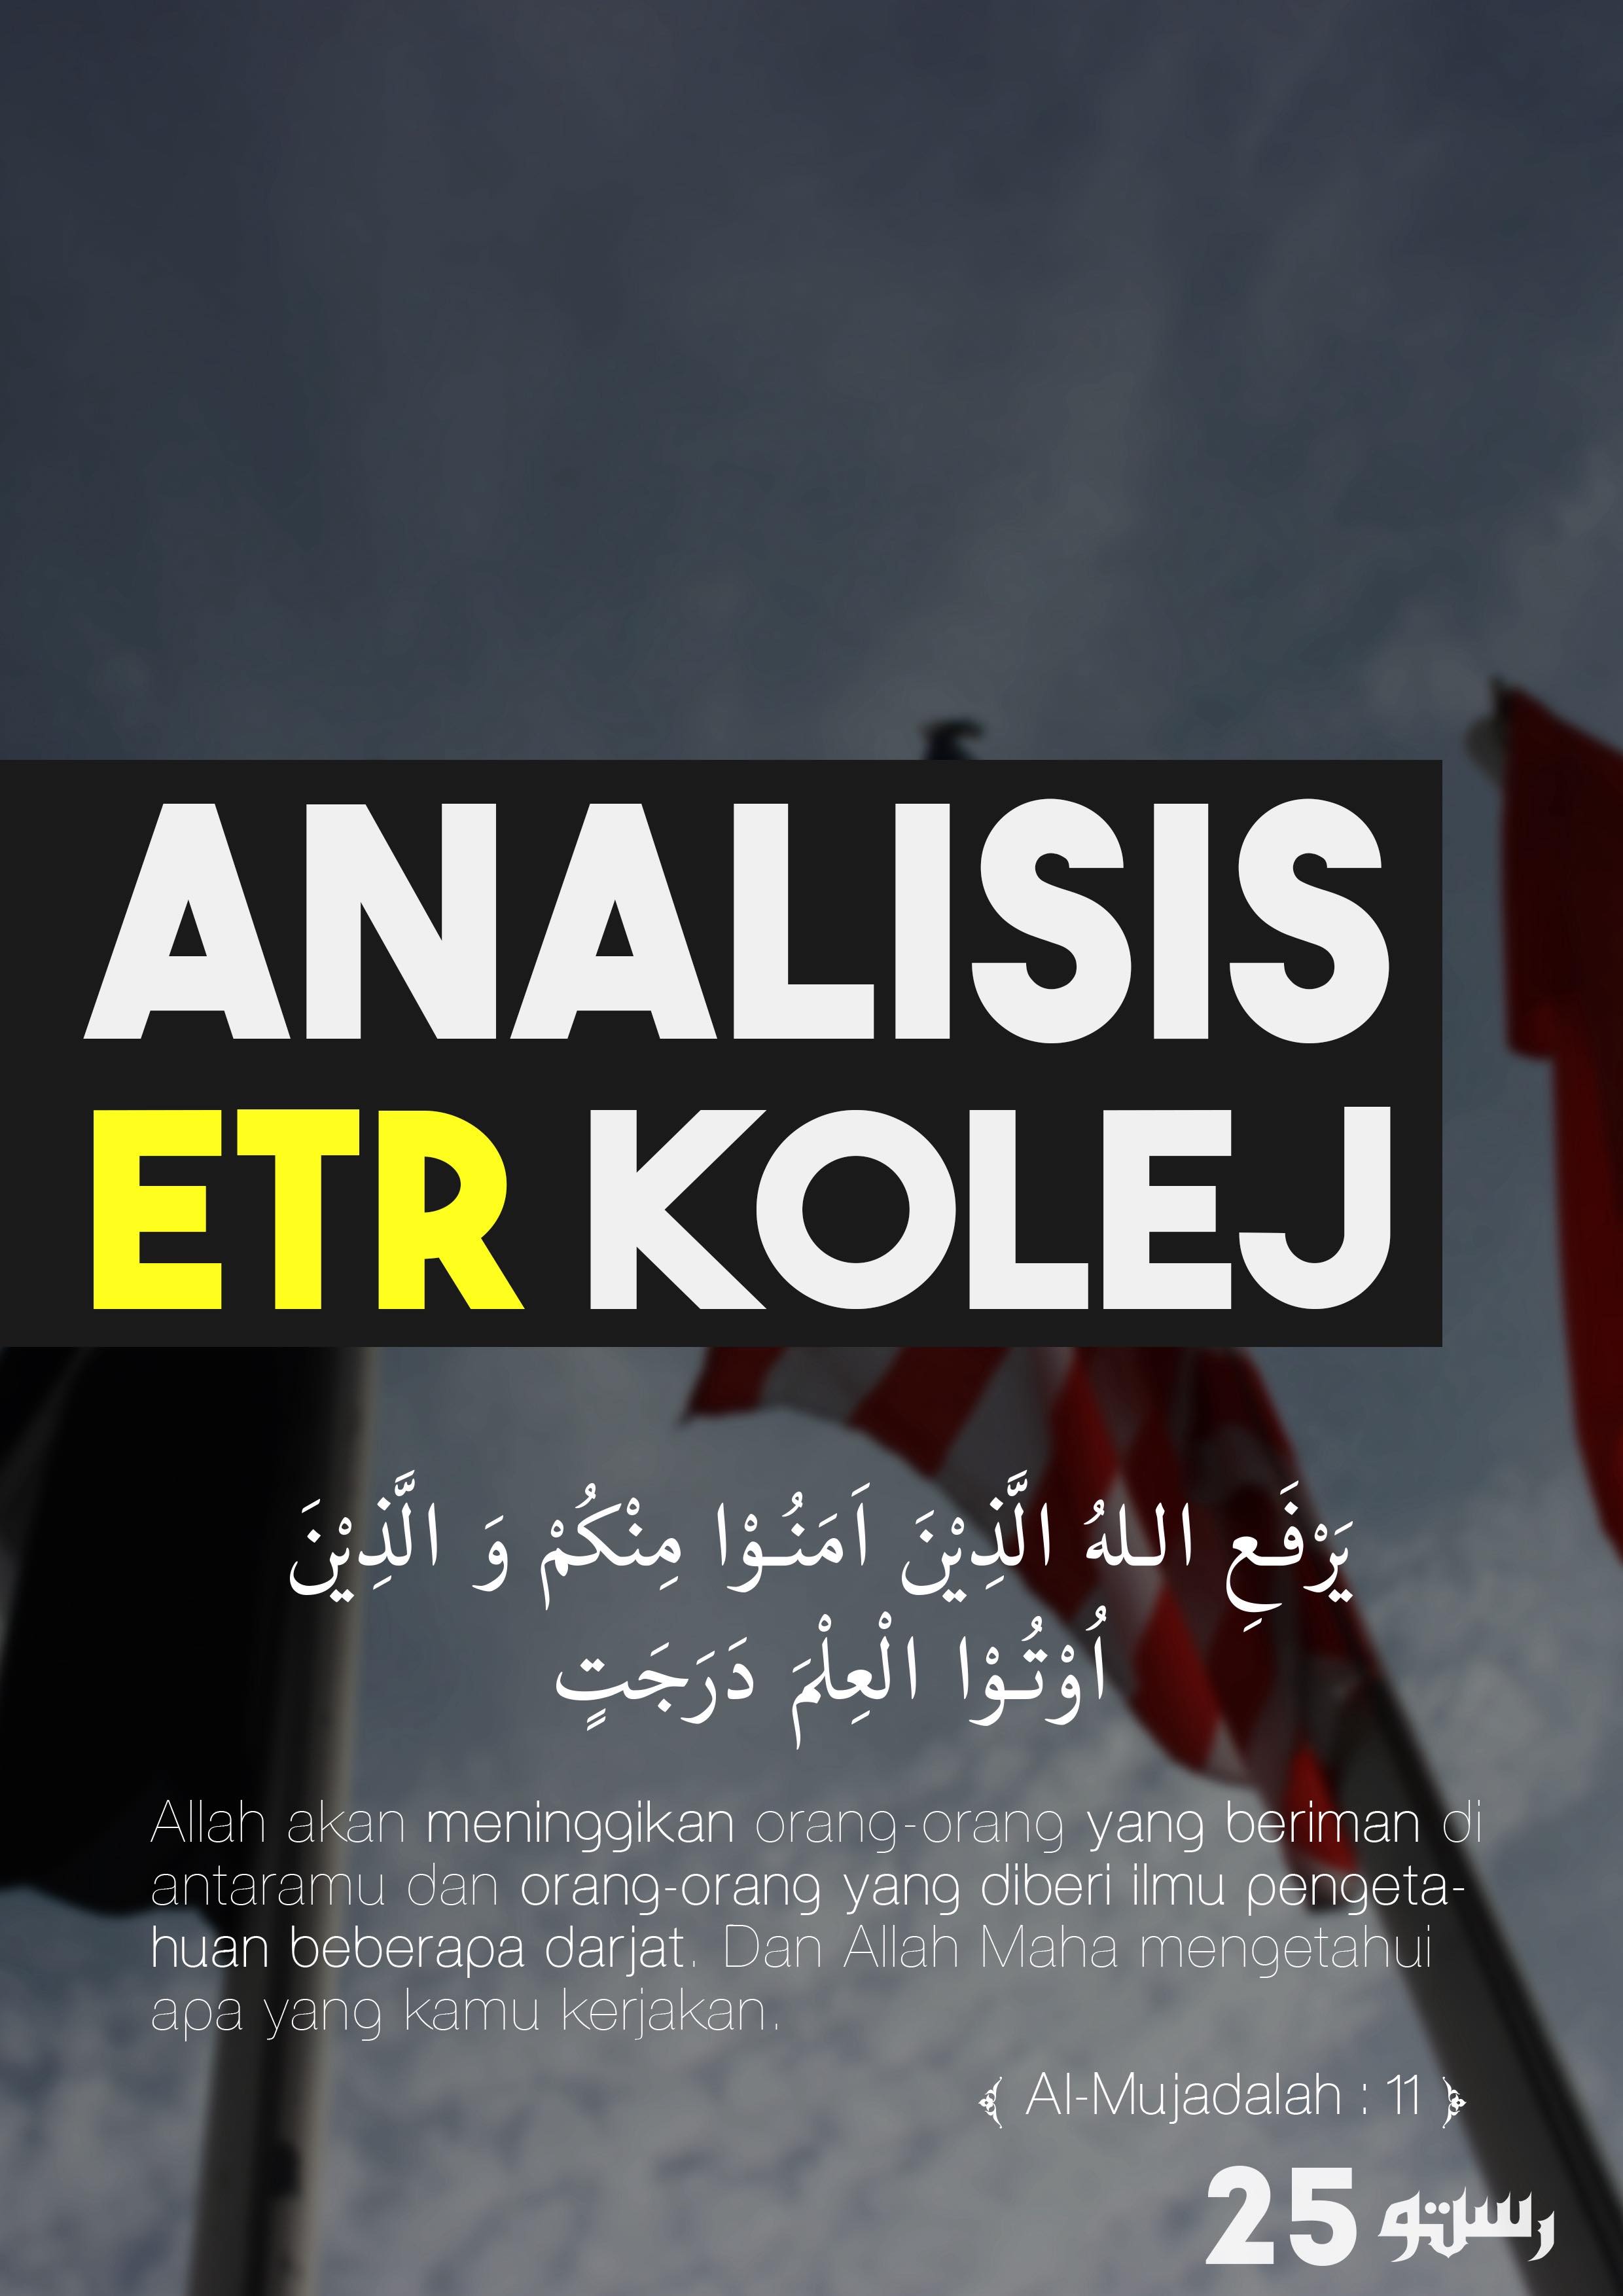 ANALISIS
ETR KOLEJ
يَرْفَعِ اللهُ الَّذِيْنَ اَمَنُوْا مِنْكُمْ وَ الَّذِيْنَ
اُوْتُوْا الْعِلْمَ دَرَجَتٍ
Allah akan meninggikan orang-orang yang beriman di
antaramu dan orang-orang yang diberi ilmu pengeta-
huan beberapa darjat. Dan Allah Maha mengetahui
apa yang kamu kerjakan.
﴾ Al-Mujadalah : 11 ﴿
25 رستو